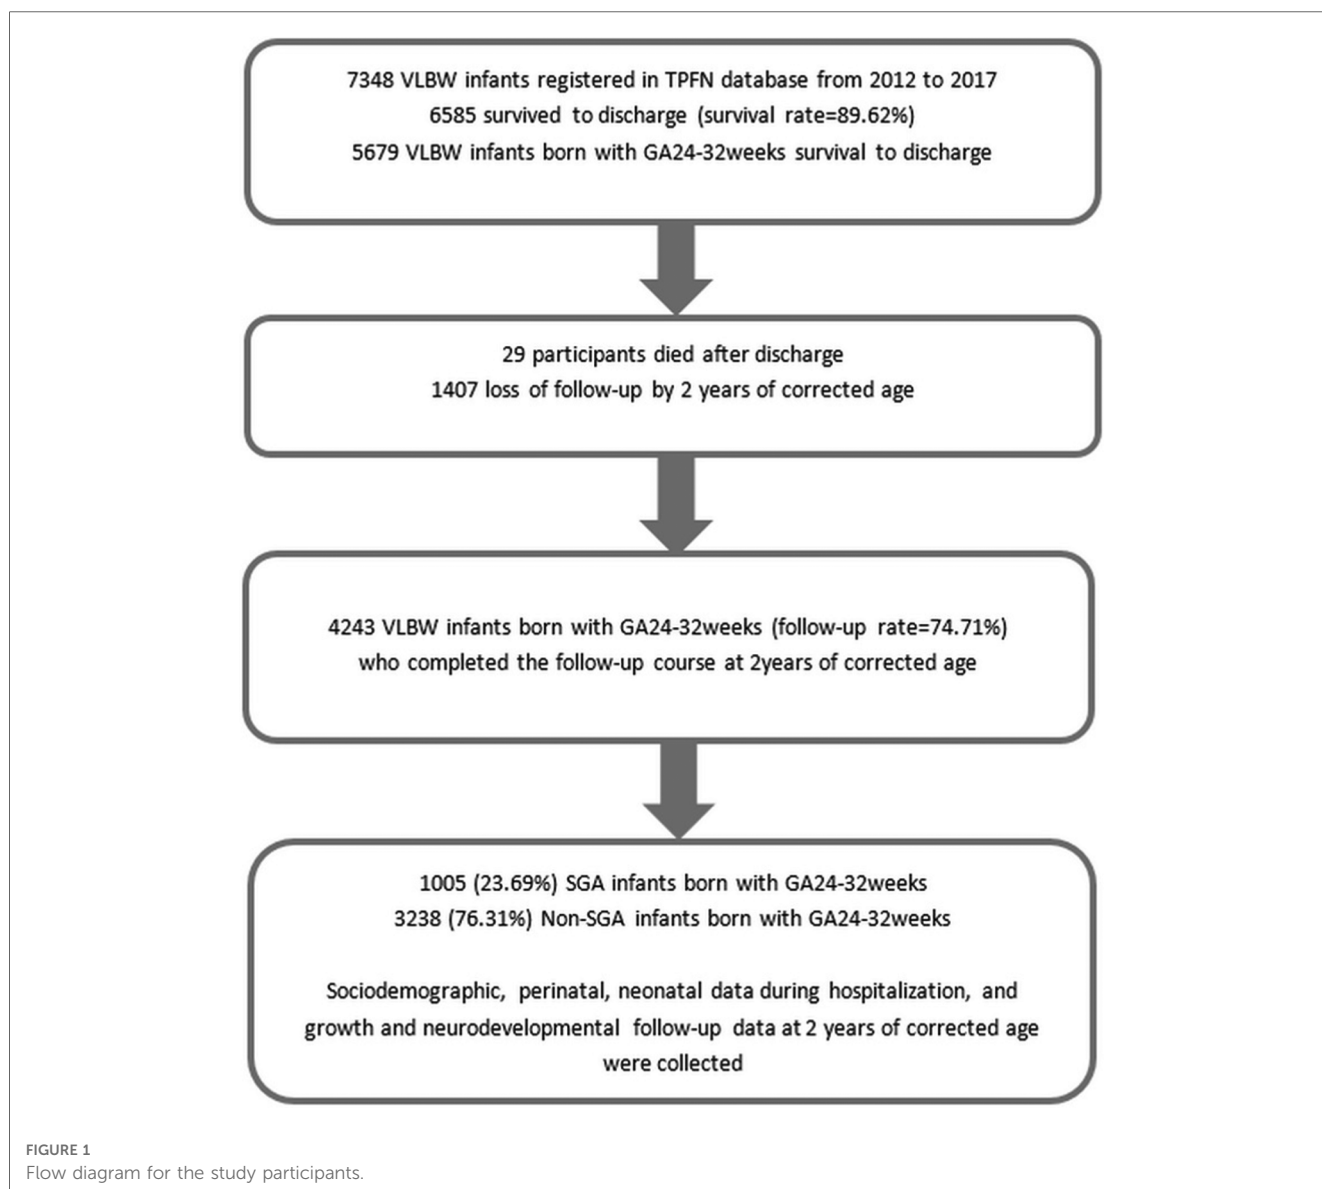 7348 VLBW infants registered in TPFN database from 2012 to 2017
6585 survived to discharge (survival rate=89.62%)
5679 VLBW infants born with GA24-32weeks survival to discharge
29 participants died after discharge
1407 loss of follow-up by 2 years of corrected age
4243 VLBW infants born with GA24-32weeks (follow-up rate=74.71%)
who completed the follow-up course at 2years of corrected age
1005 (23.69%) SGA infants born with GA24-32weeks
3238 (76.31%) Non-SGA infants born with GA24-32weeks
Sociodemographic, perinatal, neonatal data during hospitalization, and
growth and neurodevelopmental follow-up data at 2 years of corrected age
were collected
FIGURE 1
Flow diagram for the study participants.